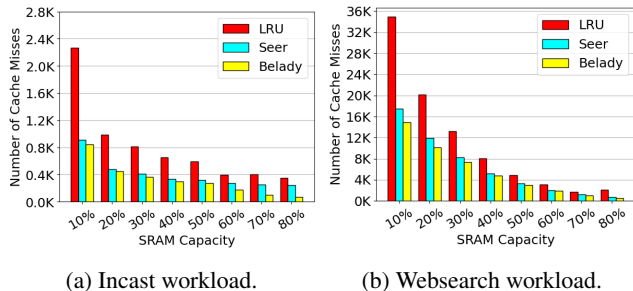 2.8K
2.4K
2.0K
1.6K
1.2K
0.8K
0.4K
0.0K
Number of Cache Misses
LRU
Seer
Belady
10% 20% 30% 40% 50% 60% 70% 80%
SRAM Capacity
(a) Incast workload.
36K
32K
28K
24K
20K
16K
12K
8K
4K
0K
Number of Cache Misses
LRU
Seer
Belady
10% 20% 30% 40% 50% 60% 70% 80%
SRAM Capacity
(b) Websearch workload.